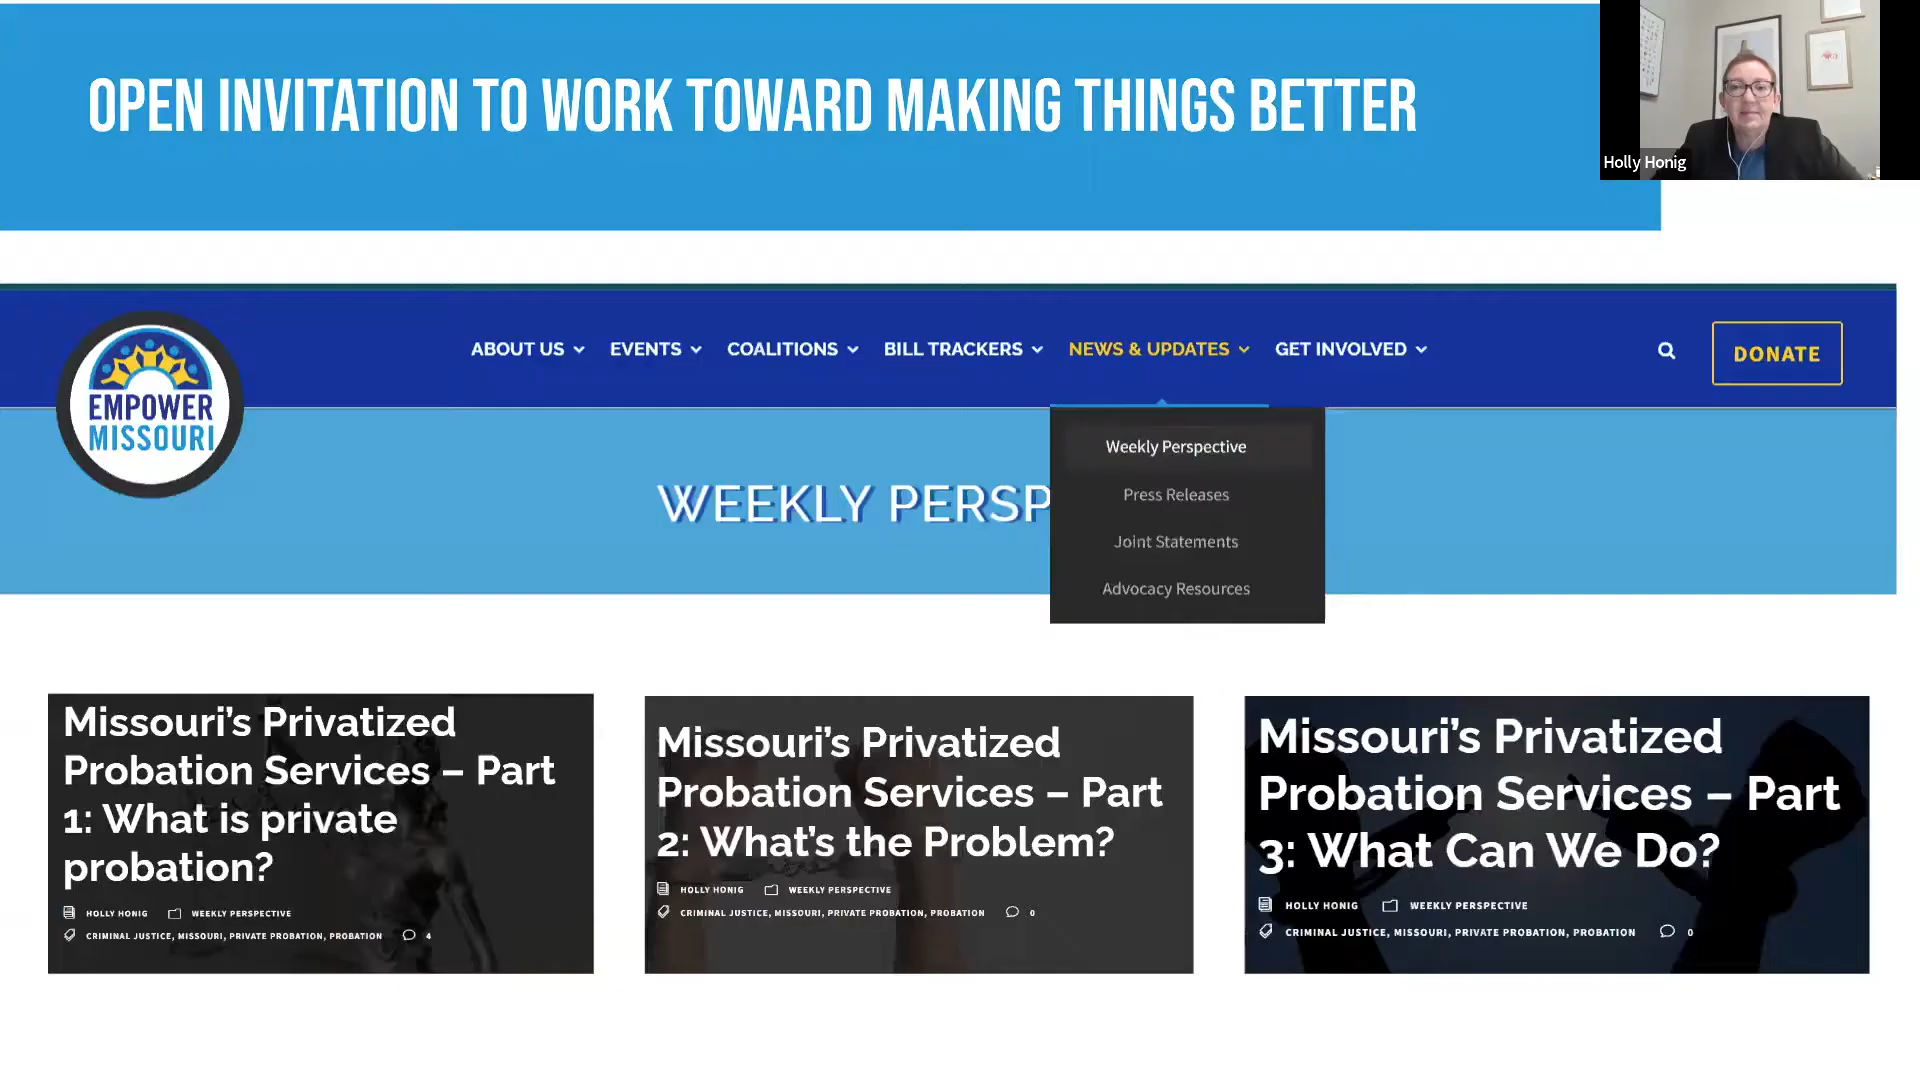 OPEN INVITATION TO WORK TOWARD MAKING THINGS BETTER
Holly Honig
EMPOWER
MISSOURI
ABOUT US
EVENTS
COALITIONS
BILL TRACKERS
NEWS & UPDATES
GET INVOLVED
DONATE
WEEKLY PERSP
Weekly Perspective
Press Releases
Joint Statements
Advocacy Resources
Missouri's Privatized
Probation Services – Part
1: What is private
probation?
HOLLY HONIG
WEEKLY PERSPECTIVE
CRIMINAL JUSTICE, MISSOURI, PRIVATE PROBATION, PROBATION
4
Missouri's Privatized
Probation Services – Part
2: What's the Problem?
HOLLY HONIG
WEEKLY PERSPECTIVE
CRIMINAL JUSTICE, MISSOURI, PRIVATE PROBATION, PROBATION
0
Missouri's Privatized
Probation Services – Part
3: What Can We Do?
HOLLY HONIG
WEEKLY PERSPECTIVE
CRIMINAL JUSTICE, MISSOURI, PRIVATE PROBATION, PROBATION
0